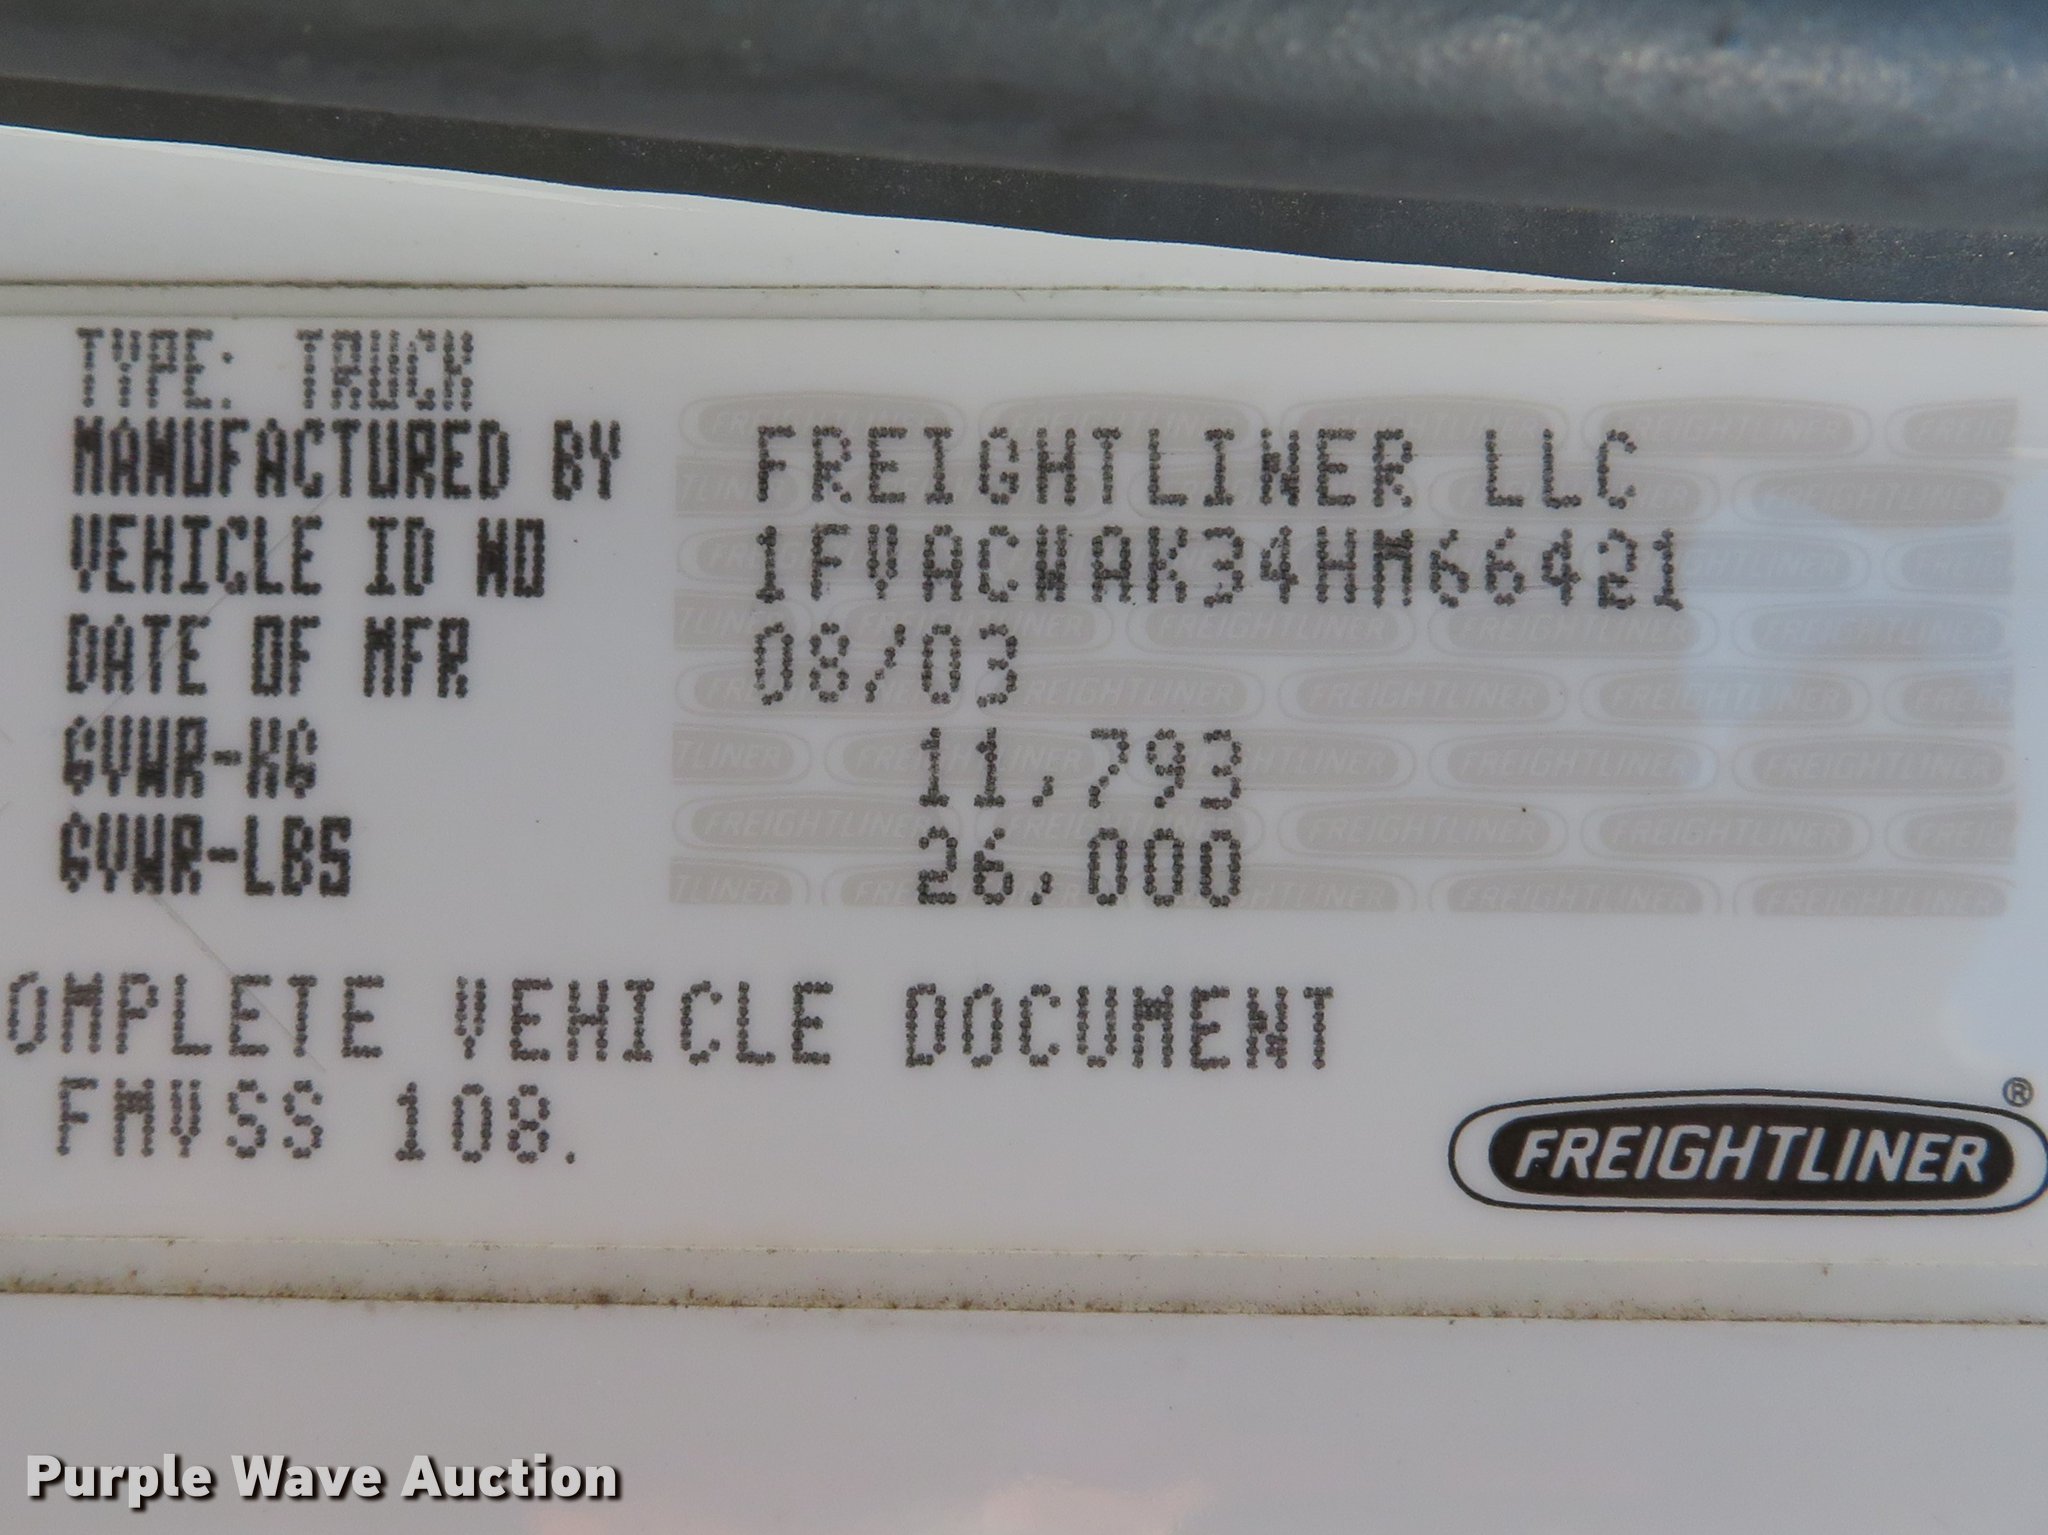 TYPE: TRUCK
MANUFACTURED BY FREIGHTLINER LLC
VEHICLE ID NO 1FVACWAK34HM66421
DATE OF MFR 08/03
GVWR-KG 11,793
GVWR-LBS 26,000
OMPLETE VEHICLE DOCUMENT
FMVSS 108.
FREIGHTLINER®
Purple Wave Auction